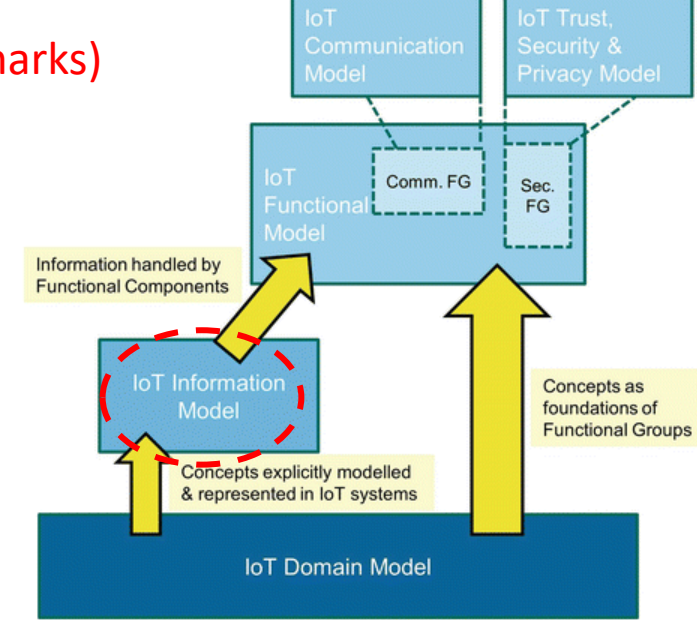 IoT
Communication
Model
IoT Trust,
Security &
Privacy Model
IoT
Functional
Model
Comm. FG
Sec.
FG
Information handled by
Functional Components
IoT Information
Model
Concepts as
foundations of
Functional Groups
Concepts explicitly modelled
& represented in IoT systems
IoT Domain Model